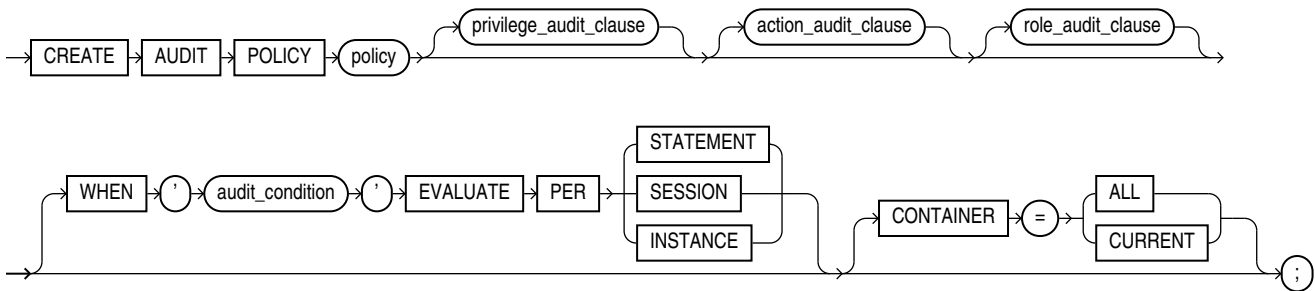 privilege_audit_clause action_audit_clause role_audit_clause
CREATE AUDIT POLICY policy
STATEMENT
WHEN ' audit_condition ' EVALUATE PER SESSION CONTAINER = ALL
INSTANCE CURRENT
;